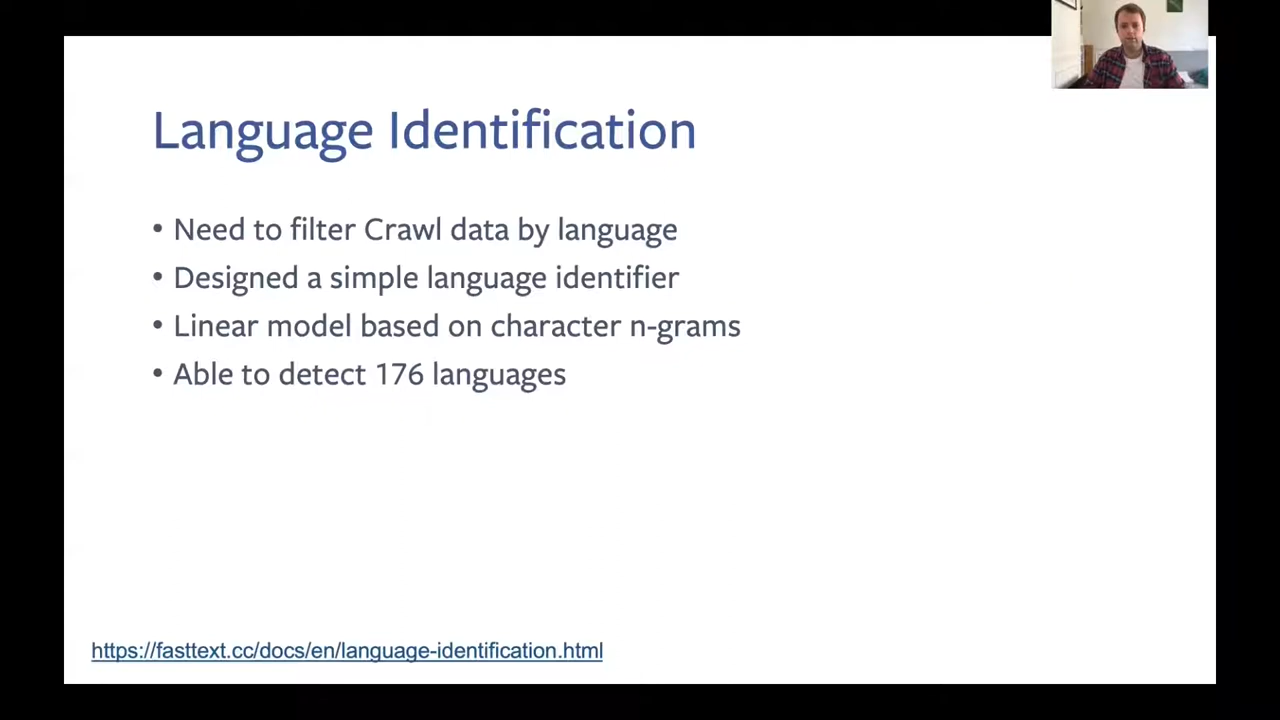 Language Identification
• Need to filter Crawl data by language
• Designed a simple language identifier
• Linear model based on character n-grams
• Able to detect 176 languages
https://fasttext.cc/docs/en/language-identification.html